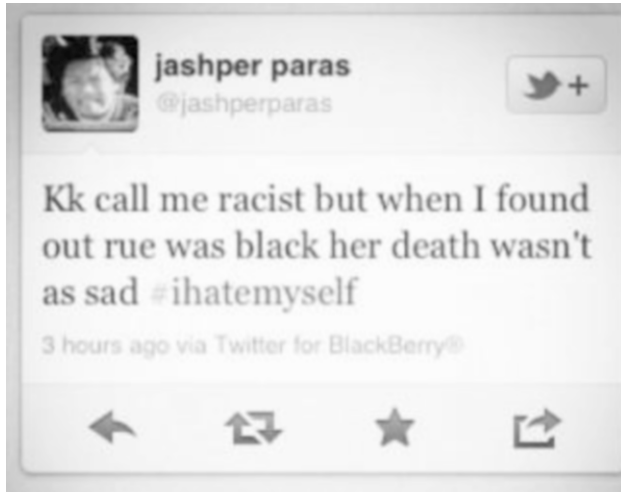 jashper paras
@jashperparas
Kk call me racist but when I found
out rue was black her death wasn't
as sad #ihatemyself
3 hours ago via Twitter for BlackBerry®